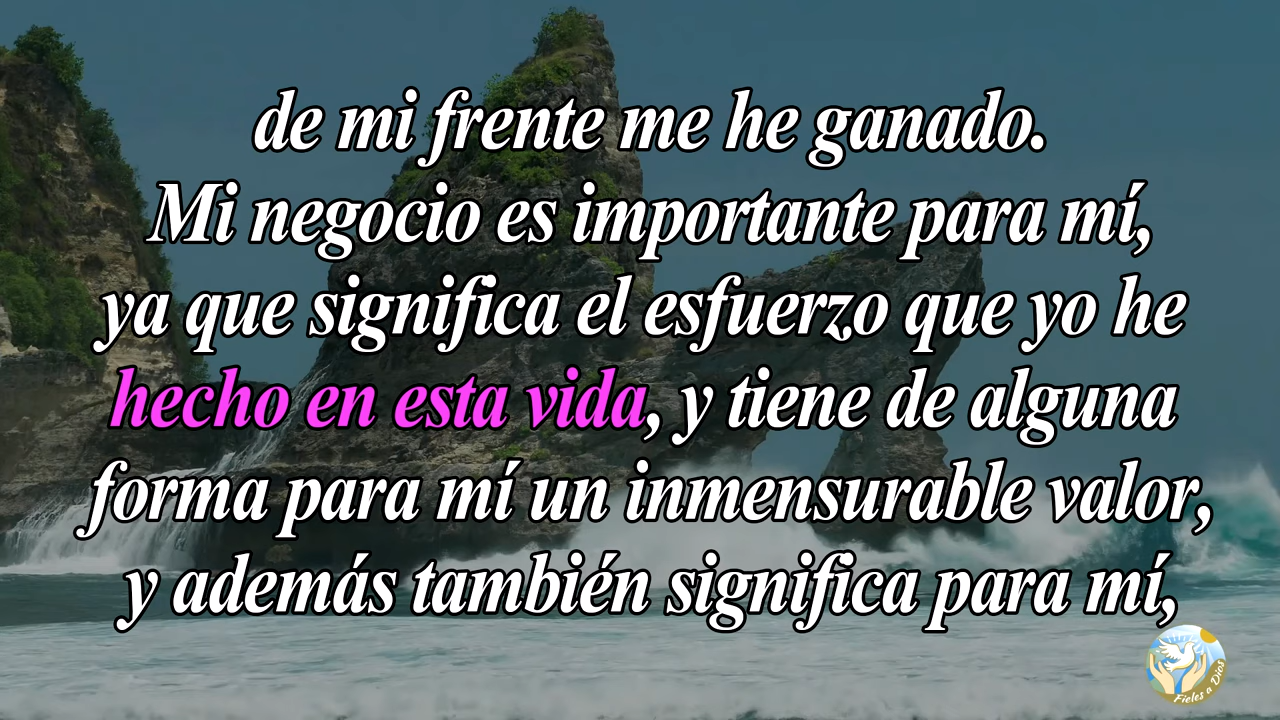 de mi frente me he ganado.
Mi negocio es importante para mí,
ya que significa el esfuerzo que yo he
hecho en esta vida, y tiene de alguna
forma para mí un inmensurable valor,
y además también significa para mí,
Fieles a Dios